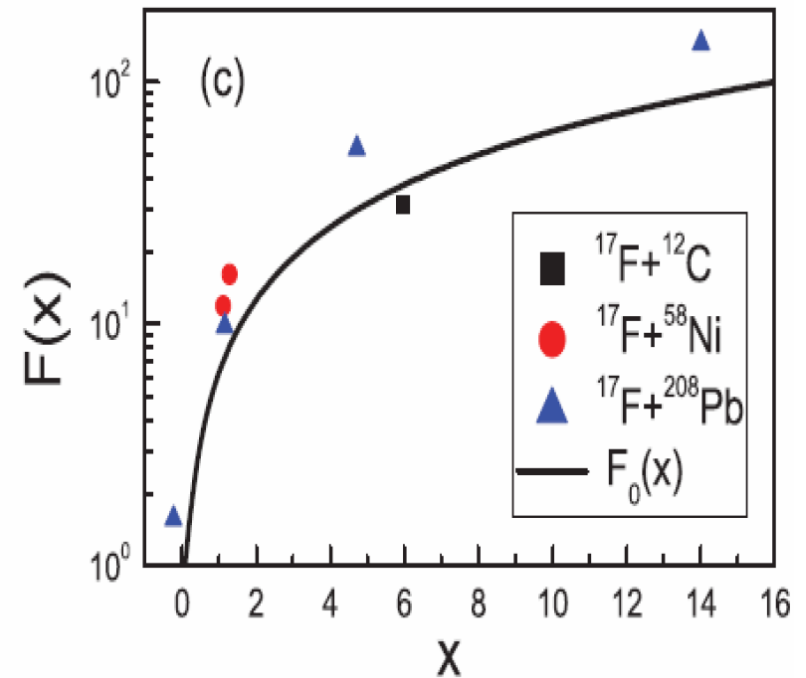 (c)
10²
10¹
10⁰
F(x)
¹⁷F+¹²C
¹⁷F+⁵⁸Ni
¹⁷F+²⁰⁸Pb
F₀(x)
0 2 4 6 8 10 12 14 16
X